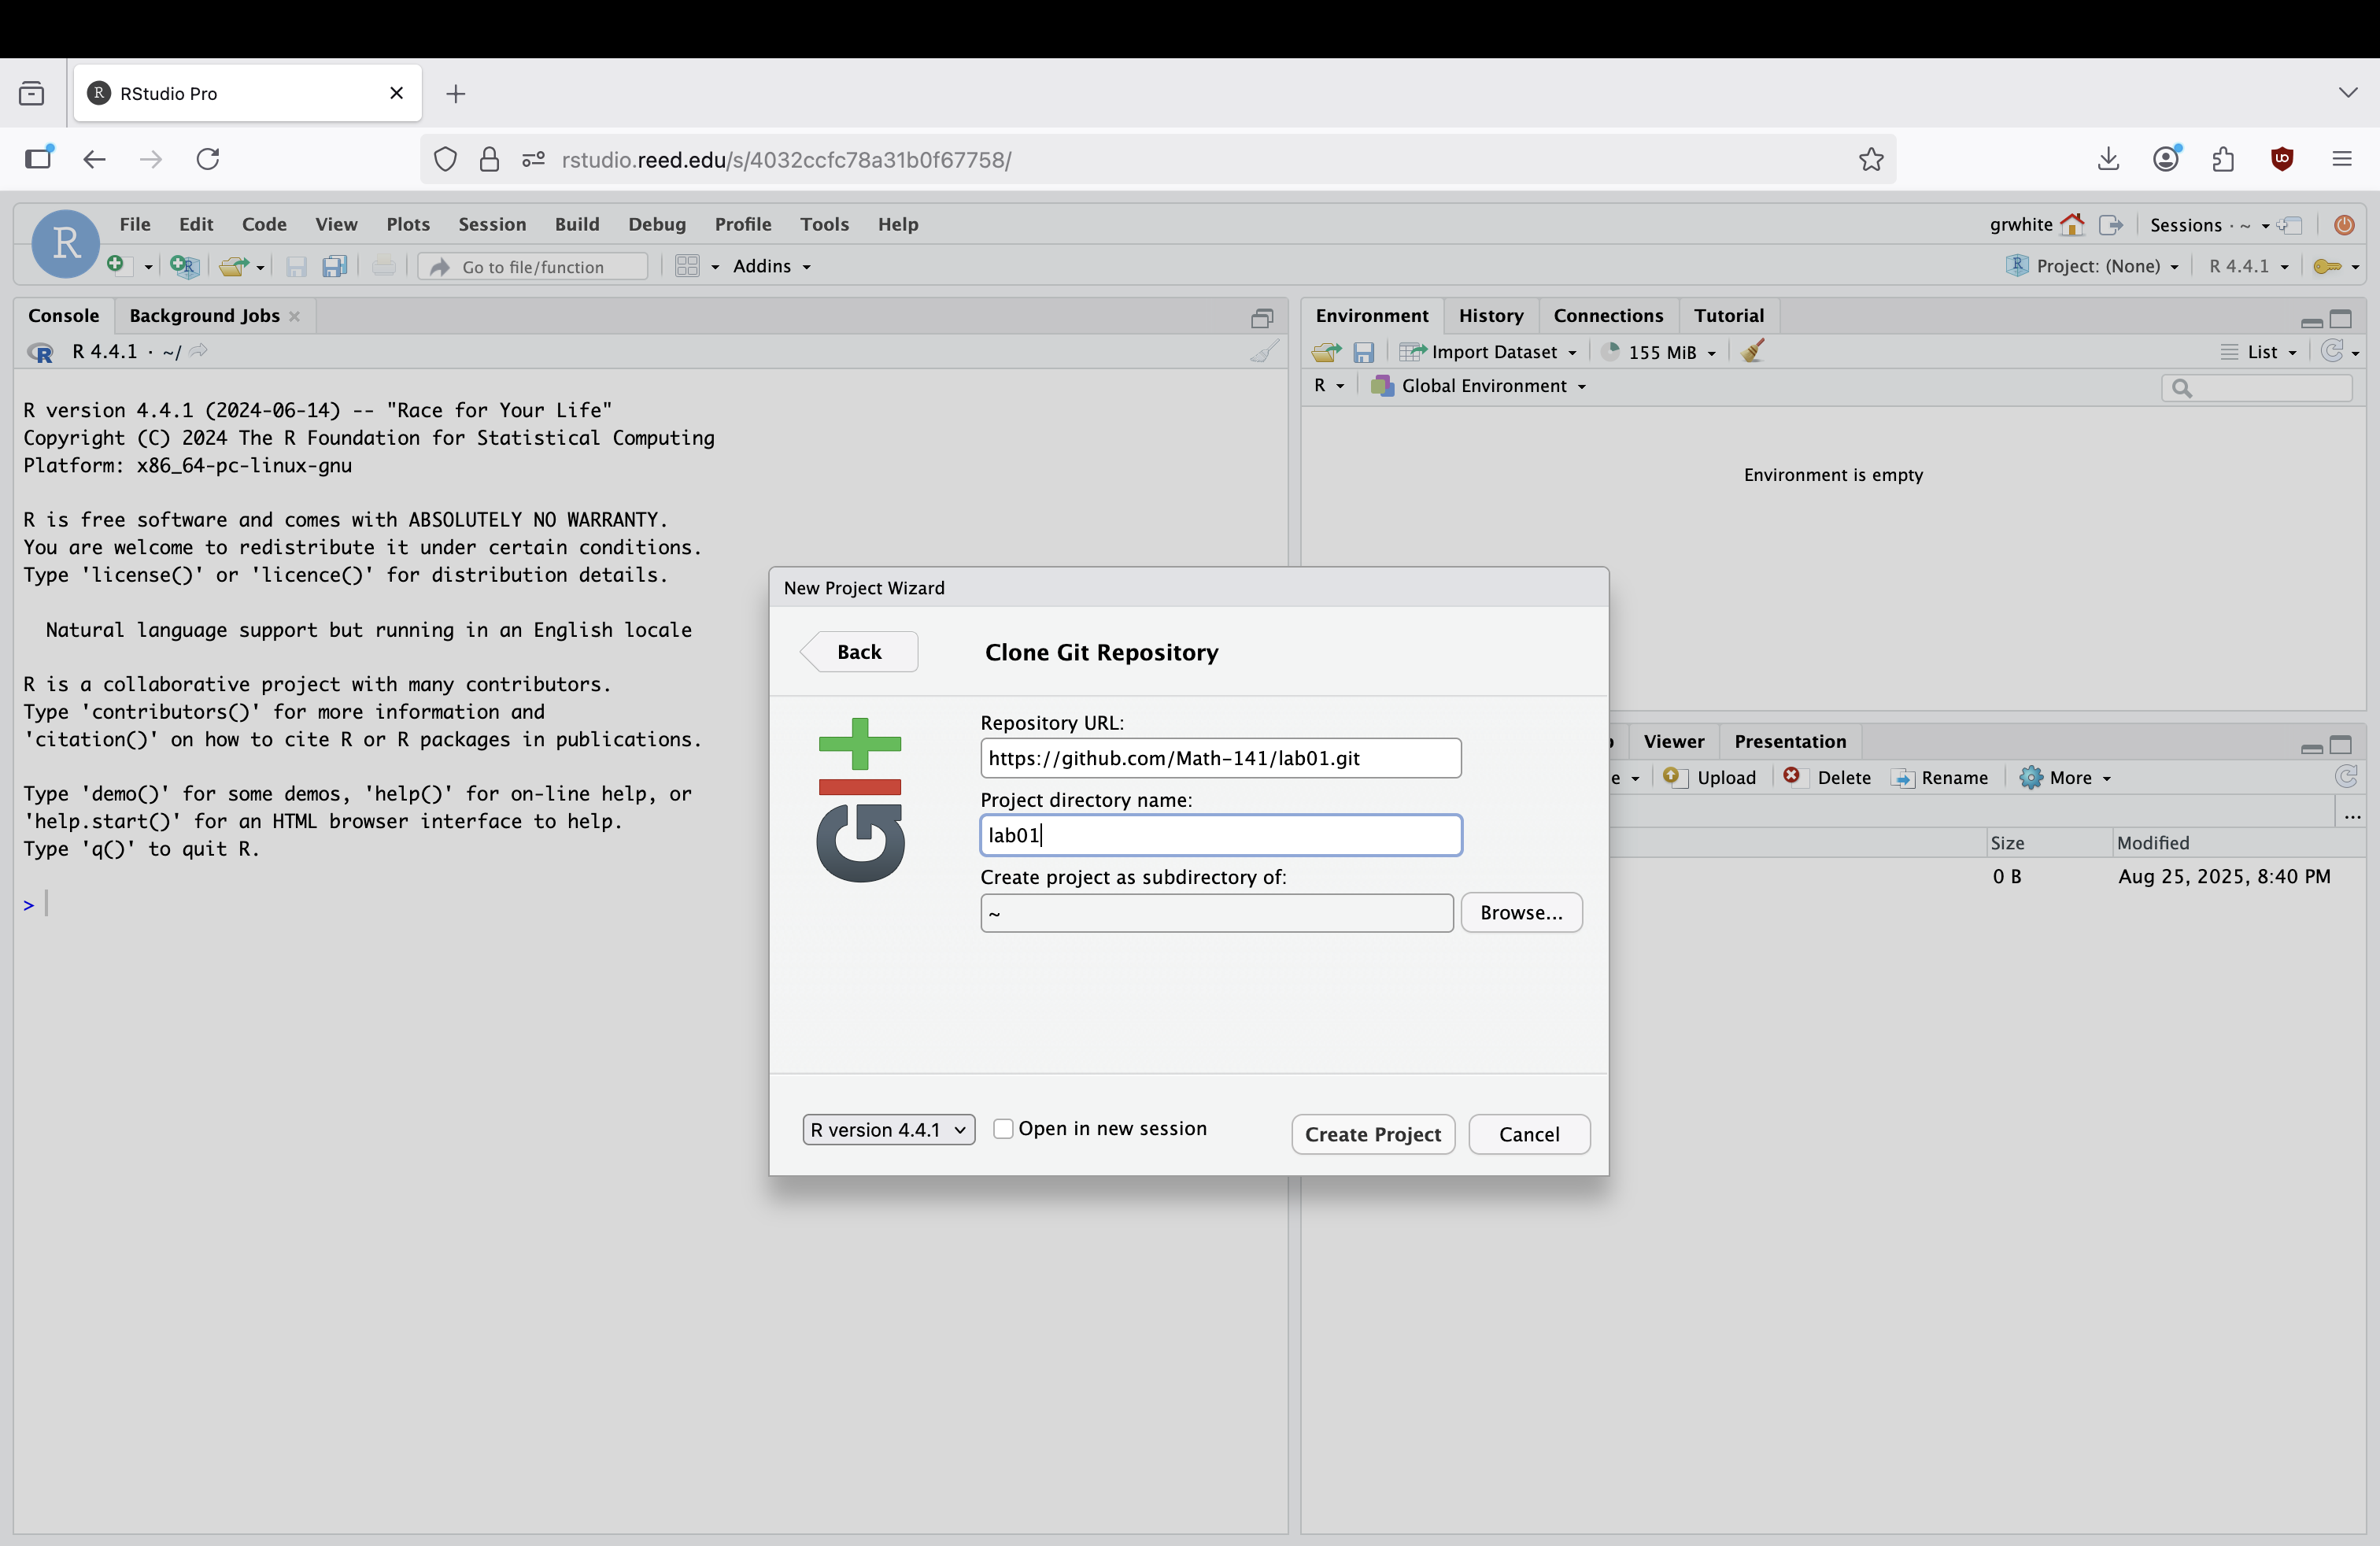 RStudio Pro
rstudio.reed.edu/s/4032ccfc78a31b0f67758/
File Edit Code View Plots Session Build Debug Profile Tools Help
grwhite Sessions · ~
Go to file/function Addins
Project: (None) R 4.4.1
Console Background Jobs
R 4.4.1 · ~/
R version 4.4.1 (2024-06-14) -- "Race for Your Life"
Copyright (C) 2024 The R Foundation for Statistical Computing
Platform: x86_64-pc-linux-gnu
R is free software and comes with ABSOLUTELY NO WARRANTY.
You are welcome to redistribute it under certain conditions.
Type 'license()' or 'licence()' for distribution details.
Natural language support but running in an English locale
R is a collaborative project with many contributors.
Type 'contributors()' for more information and
'citation()' on how to cite R or R packages in publications.
Type 'demo()' for some demos, 'help()' for on-line help, or
'help.start()' for an HTML browser interface to help.
Type 'q()' to quit R.
>
Environment History Connections Tutorial
Import Dataset 155 MiB List
R Global Environment
Environment is empty
New Project Wizard
Back Clone Git Repository
git
Repository URL:
https://github.com/Math-141/lab01.git
Project directory name:
lab01
Create project as subdirectory of:
~ Browse...
R version 4.4.1 Open in new session Create Project Cancel
Viewer Presentation
Upload Delete Rename More
...
Size Modified
0 B Aug 25, 2025, 8:40 PM